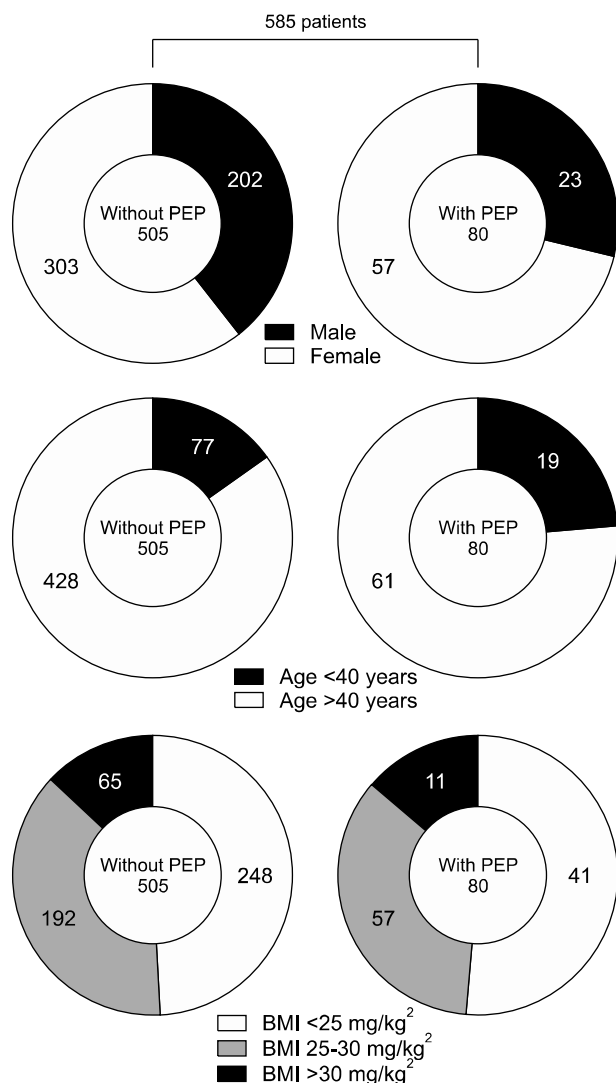 585 patients
202
Without PEP
505
303
23
With PEP
80
57
Male
Female
77
Without PEP
505
428
19
With PEP
80
61
Age <40 years
Age >40 years
65
Without PEP
505
248
192
11
With PEP
80
41
57
BMI <25 mg/kg²
BMI 25-30 mg/kg²
BMI >30 mg/kg²